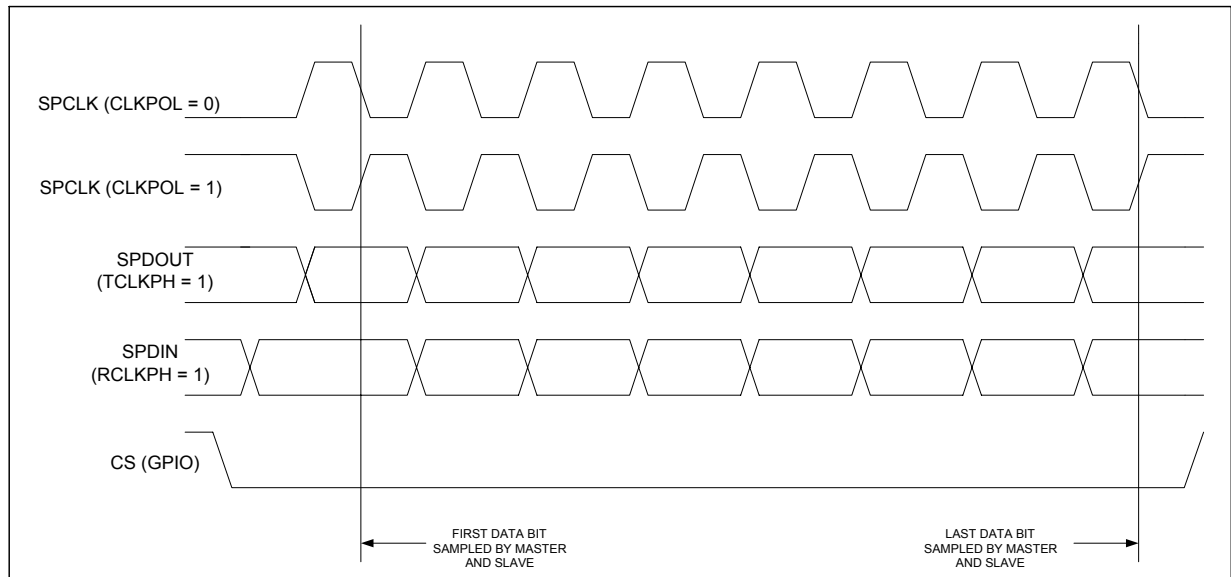 SPCLK (CLKPOL = 0)
SPCLK (CLKPOL = 1)
SPDOUT
(TCLKPH = 1)
SPDIN
(RCLKPH = 1)
CS (GPIO)
FIRST DATA BIT
SAMPLED BY MASTER
AND SLAVE
LAST DATA BIT
SAMPLED BY MASTER
AND SLAVE